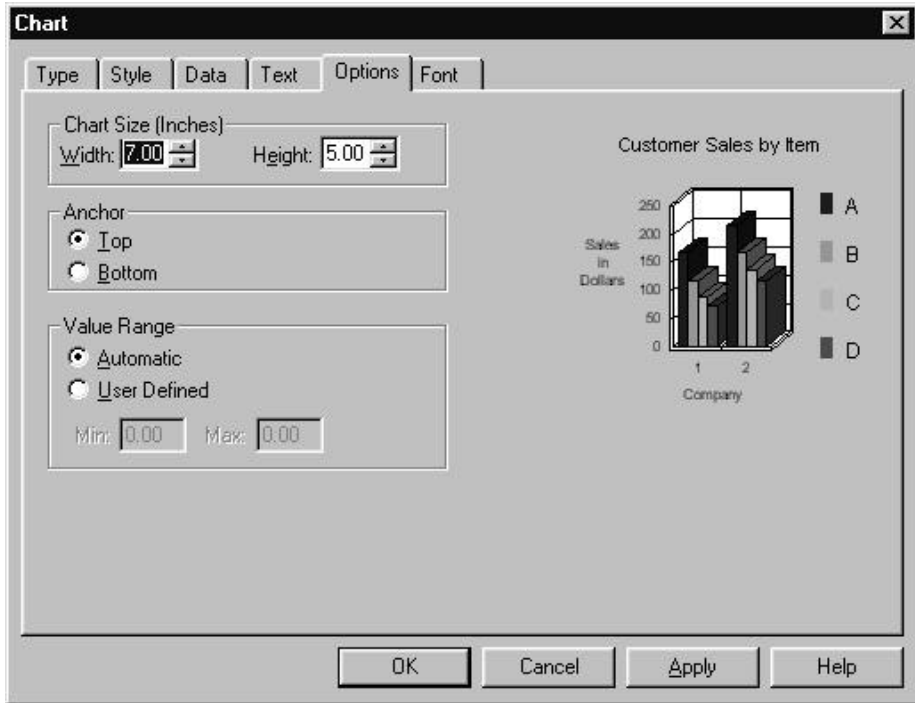 Chart
Type Style Data Text Options Font
Chart Size (Inches)
Width: 7.00 Height: 5.00
Anchor
Top
Bottom
Value Range
Automatic
User Defined
Min: 0.00 Max: 0.00
Customer Sales by Item
250
200
150
100
50
0
Sales
in
Dollars
1 2
Company
A
B
C
D
OK Cancel Apply Help